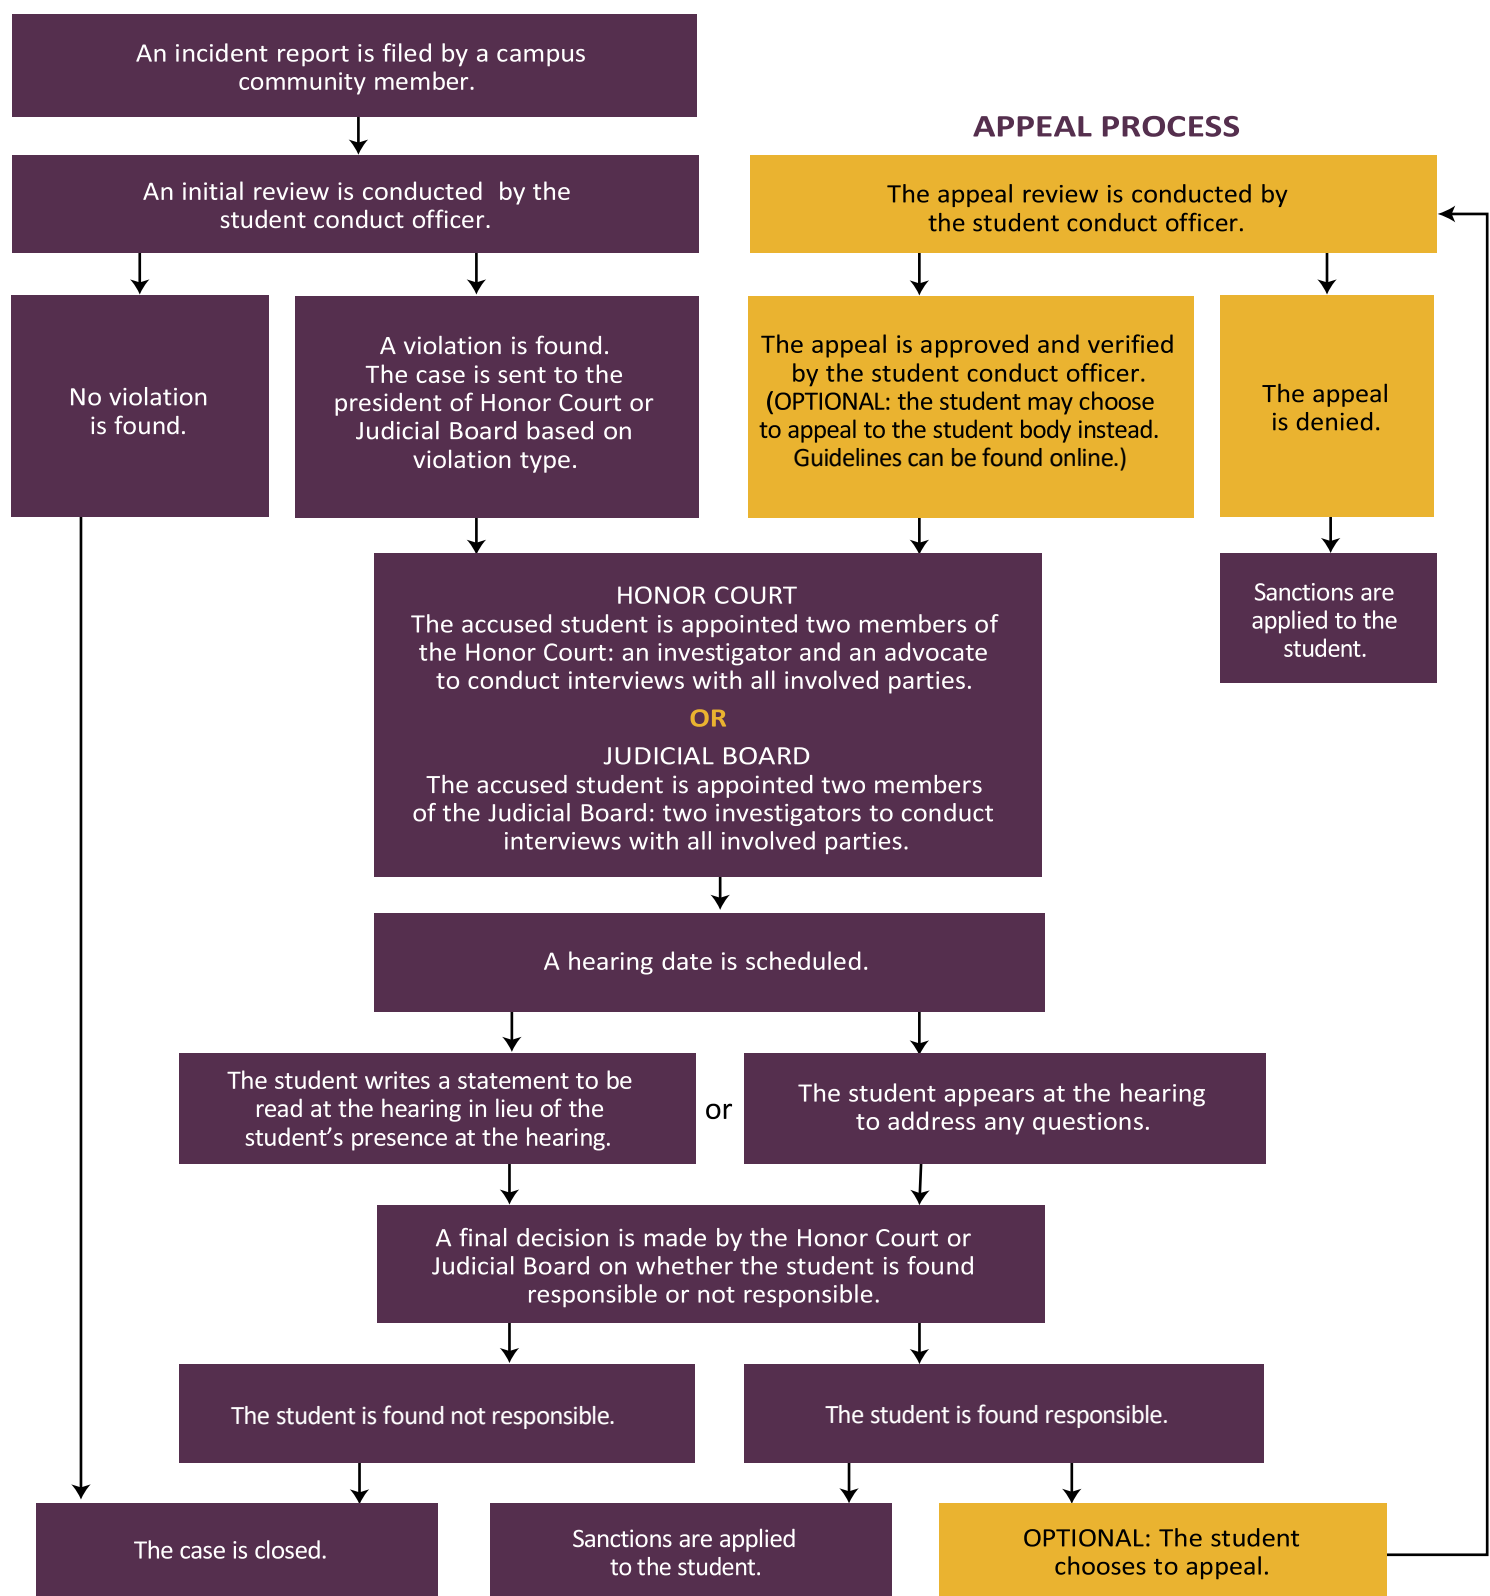 An incident report is filed by a campus
community member.
An initial review is conducted by the
student conduct officer.
No violation
is found.
A violation is found.
The case is sent to the
president of Honor Court or
Judicial Board based on
violation type.
APPEAL PROCESS
The appeal review is conducted by
the student conduct officer.
The appeal is approved and verified
by the student conduct officer.
(OPTIONAL: the student may choose
to appeal to the student body instead.
Guidelines can be found online.)
The appeal
is denied.
Sanctions are
applied to the
student.
HONOR COURT
The accused student is appointed two members of
the Honor Court: an investigator and an advocate
to conduct interviews with all involved parties.
OR
JUDICIAL BOARD
The accused student is appointed two members
of the Judicial Board: two investigators to conduct
interviews with all involved parties.
A hearing date is scheduled.
The student writes a statement to be
read at the hearing in lieu of the
student’s presence at the hearing.
or
The student appears at the hearing
to address any questions.
A final decision is made by the Honor Court or
Judicial Board on whether the student is found
responsible or not responsible.
The student is found not responsible.
The student is found responsible.
The case is closed.
Sanctions are applied
to the student.
OPTIONAL: The student
chooses to appeal.